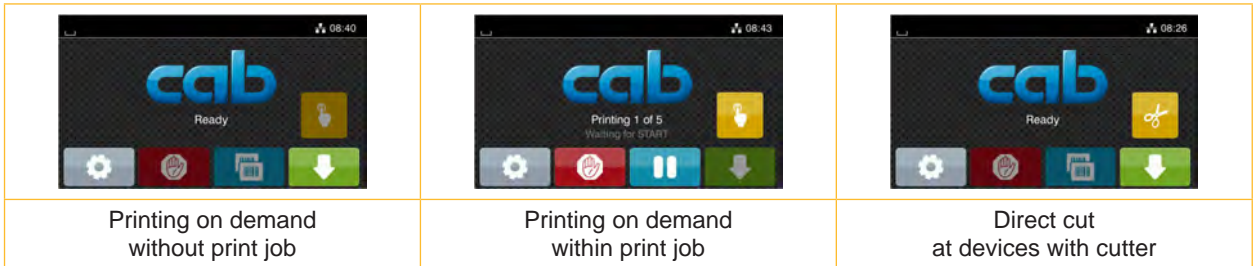 08:40
cab
Ready
Printing on demand
without print job
08:43
cab
Printing 1 of 5
Waiting for START
Printing on demand
within print job
08:26
cab
Ready
Direct cut
at devices with cutter